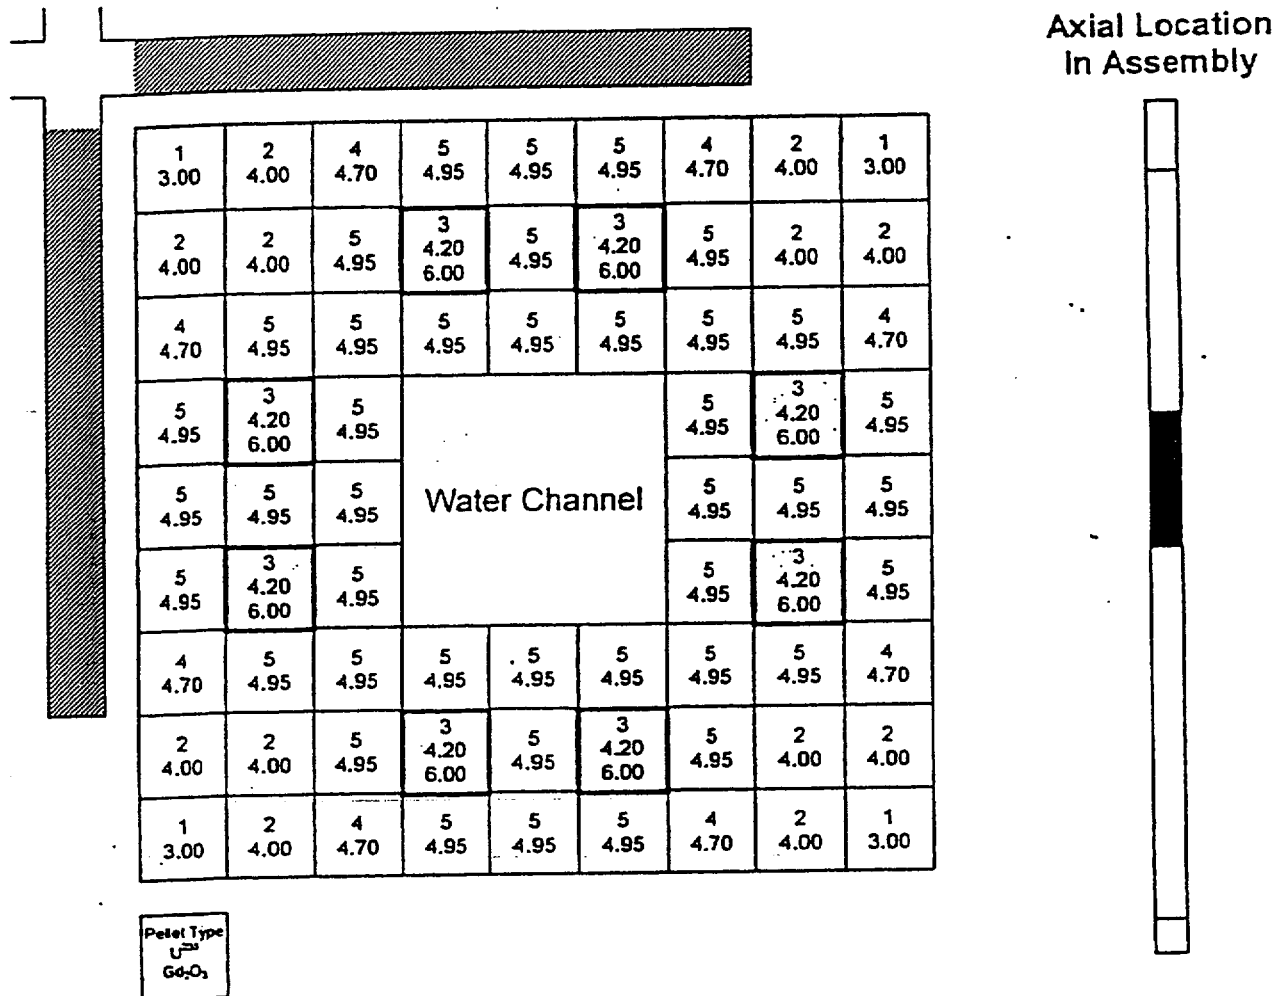 Axial Location
In Assembly
1 2 4 5 5 5 4 2 1
3.00 4.00 4.70 4.95 4.95 4.95 4.70 4.00 3.00
2 2 5 3 5 3 5 2 2
4.00 4.00 4.95 4.20 4.95 4.20 4.95 4.00 4.00
6.00 6.00
4 5 5 5 5 5 5 5 4
4.70 4.95 4.95 4.95 4.95 4.95 4.95 4.95 4.70
5 3 5 5 3 5
4.95 4.20 4.95 4.95 4.20 4.95
6.00 6.00
5 5 5 Water Channel 5 5 5
4.95 4.95 4.95 4.95 4.95 4.95
5 3 5 5 3 5
4.95 4.20 4.95 4.95 4.20 4.95
6.00 6.00
4 5 5 5 5 5 5 5 4
4.70 4.95 4.95 4.95 4.95 4.95 4.95 4.95 4.70
2 2 5 3 5 3 5 2 2
4.00 4.00 4.95 4.20 4.95 4.20 4.95 4.00 4.00
6.00 6.00
1 2 4 5 5 5 4 2 1
3.00 4.00 4.70 4.95 4.95 4.95 4.70 4.00 3.00
Pellet Type
U²³⁵
Gd₂O₃